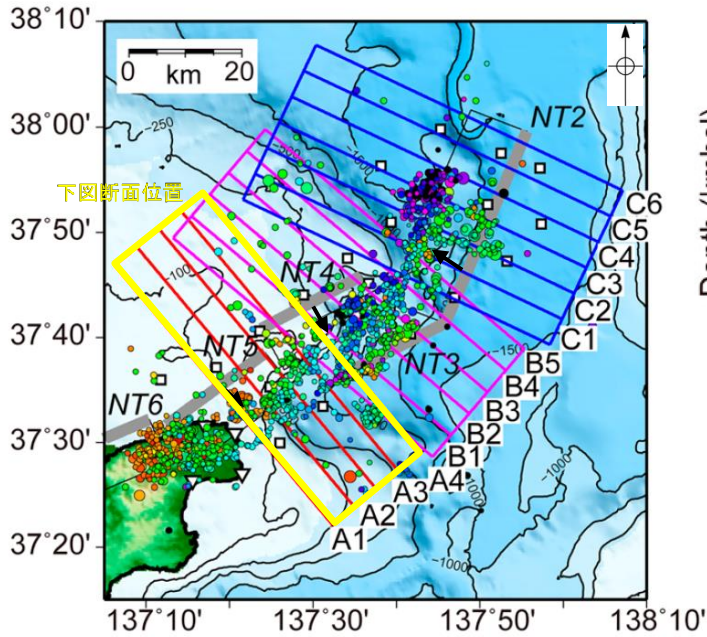 38°10'
38°00'
37°50'
37°40'
37°30'
37°20'
137°10'
137°30'
137°50'
138°10'
0 20
km
下図断面位置
NT2
NT3
NT4
NT5
NT6
C6
C5
C4
C3
C2
C1
B5
B4
B3
B2
B1
A4
A3
A2
A1
-250
-100
-1500
-1000
-1000